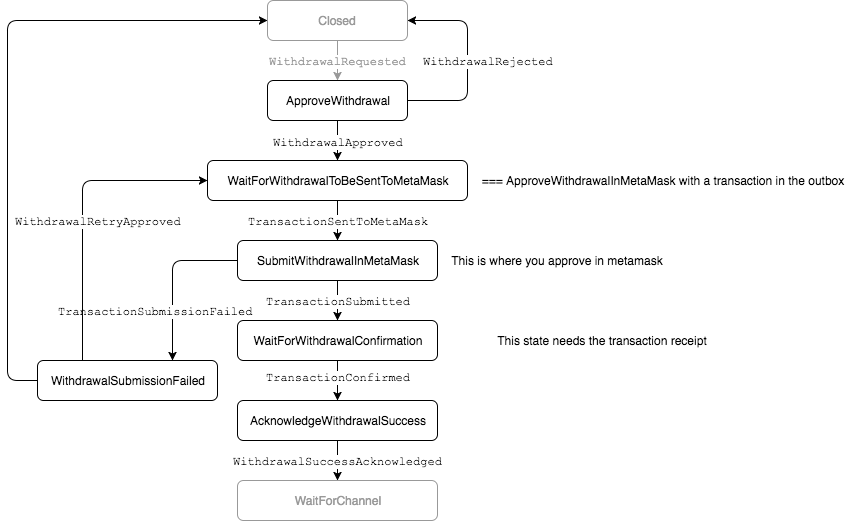 Closed
WithdrawalRequested
WithdrawalRejected
ApproveWithdrawal
WithdrawalApproved
WaitForWithdrawalToBeSentToMetaMask
=== ApproveWithdrawalInMetaMask with a transaction in the outbox
WithdrawalRetryApproved
TransactionSentToMetaMask
SubmitWithdrawalInMetaMask
This is where you approve in metamask
TransactionSubmitted
TransactionSubmissionFailed
WaitForWithdrawalConfirmation
This state needs the transaction receipt
TransactionConfirmed
WithdrawalSubmissionFailed
AcknowledgeWithdrawalSuccess
WithdrawalSuccessAcknowledged
WaitForChannel